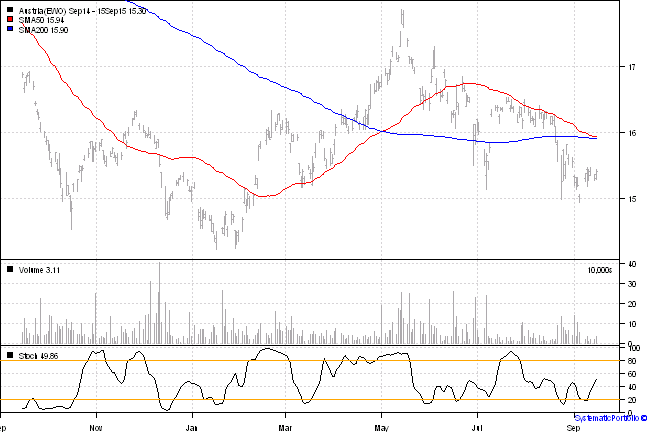 Austria(EWO) Sep14 - 15Sep15 15.30
SMA50 15.94
SMA200 15.90
17
16
15
Volume 3.11
10,000s
40
30
20
10
0
Stoch 49.86
100
80
60
40
20
0
Nov
Jan
Mar
May
Jul
Sep
SystematicPortfolio ©